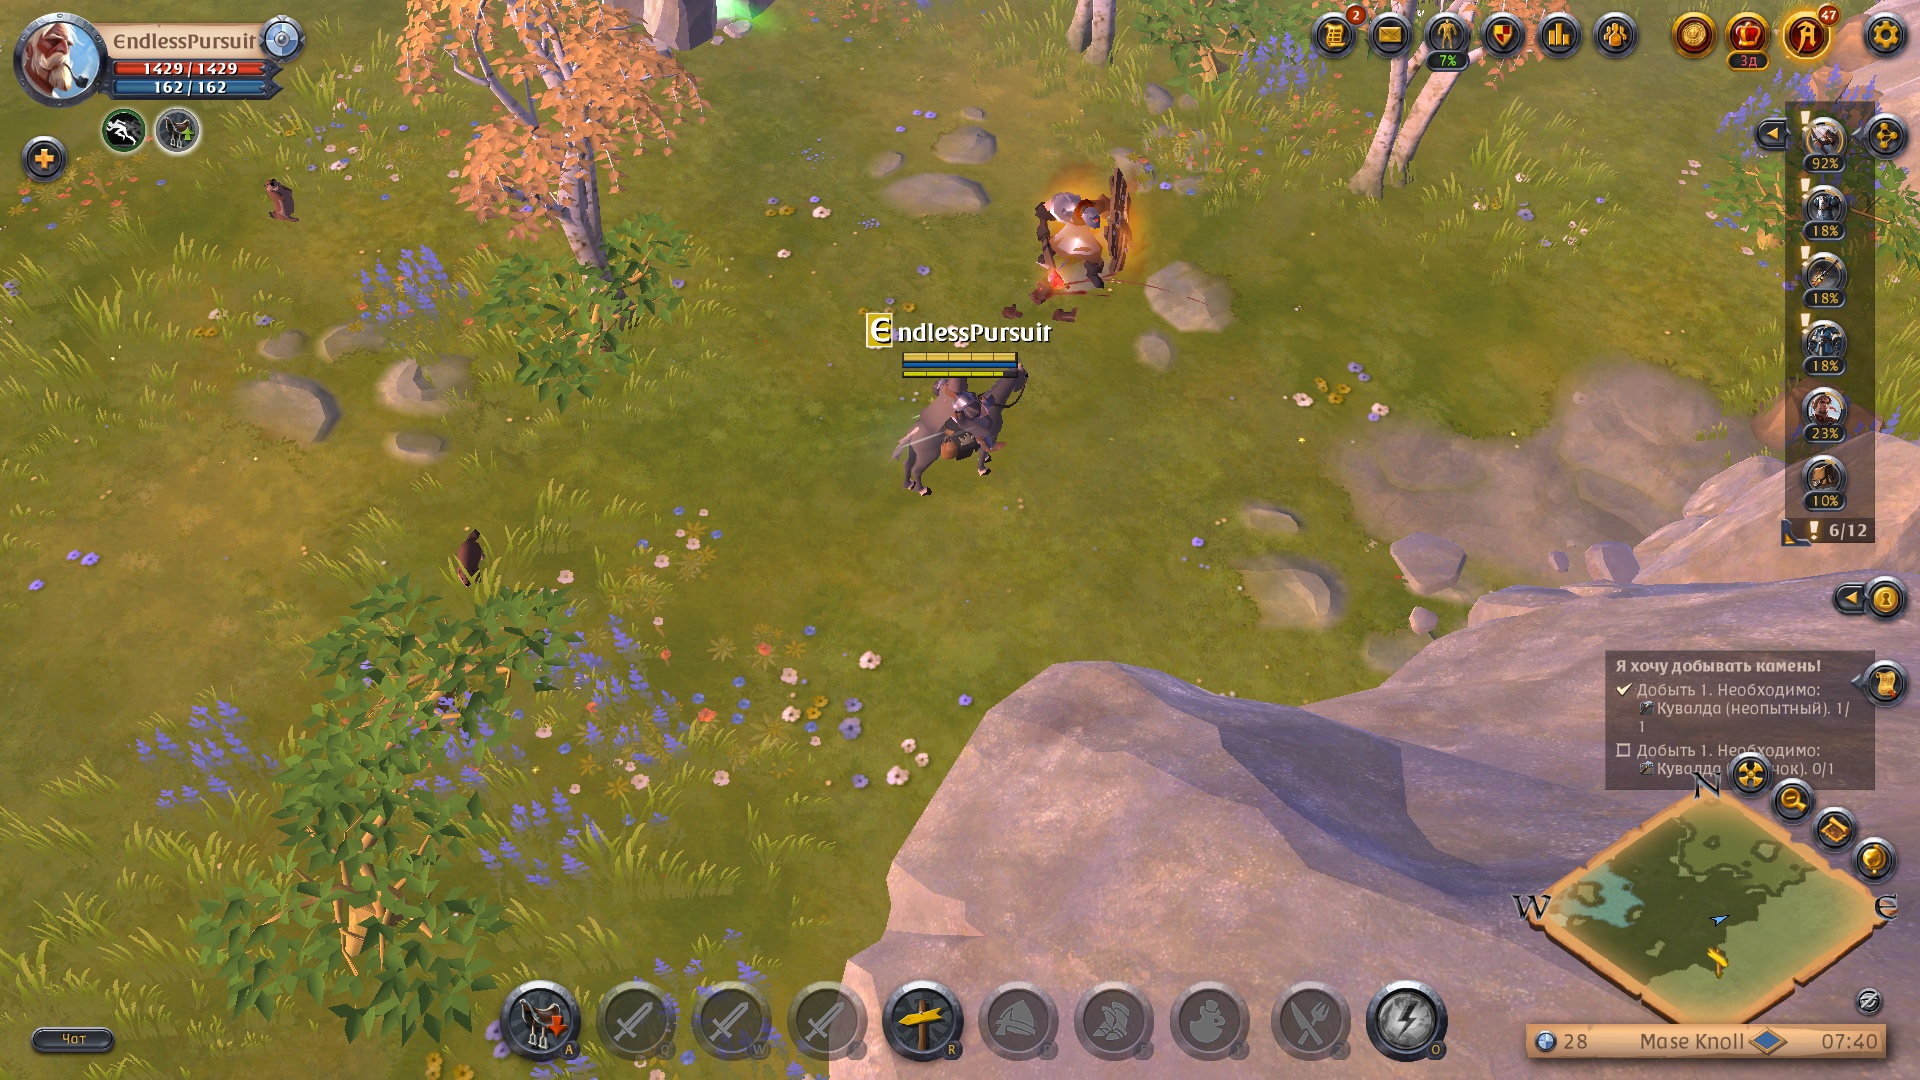 EndlessPursuit
1429 / 1429
162 / 162
2
7%
3д
47
92%
18%
18%
18%
23%
10%
6/12
EndlessPursuit
Я хочу добывать камень!
Добыть 1. Необходимо:
Кувалда (неопытный). 1/
1
Добыть 1. Необходимо:
Кувалда чок). 0/1
N
W
E
A
Q
W
R
O
Чат
28
Mase Knoll
07:40